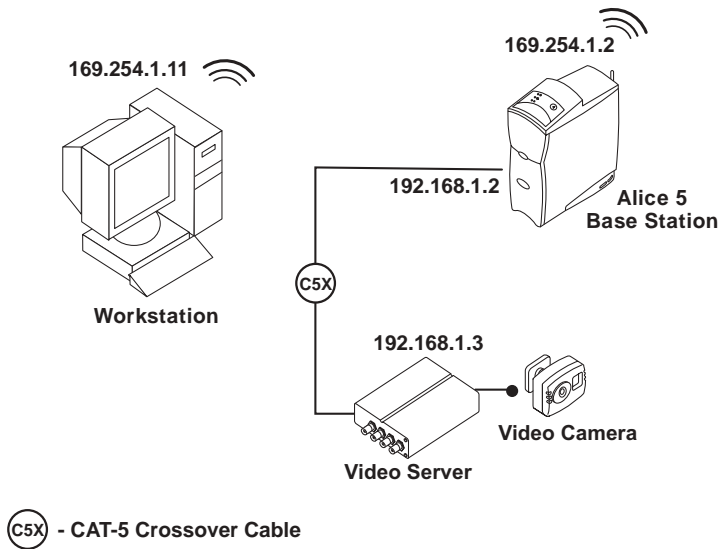 169.254.1.2
169.254.1.11
192.168.1.2
Alice 5
Base Station
C5X
Workstation
192.168.1.3
Video Camera
Video Server
C5X - CAT-5 Crossover Cable